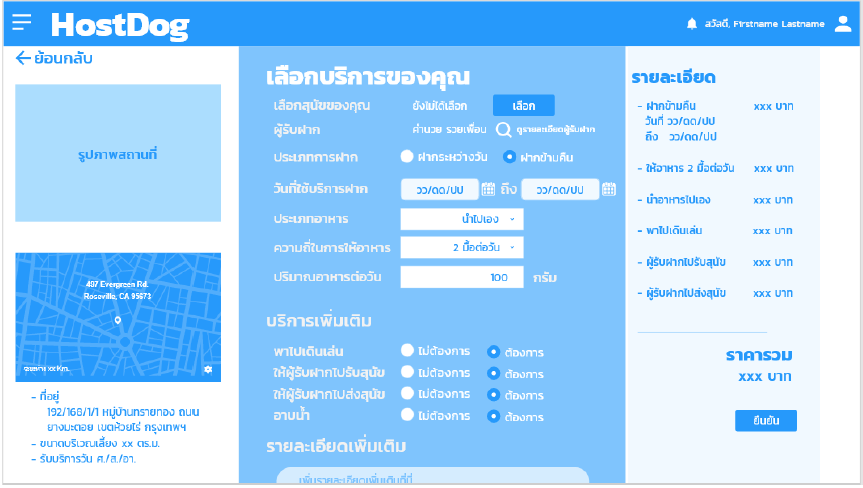 HostDog
สวัสดี, Firstname Lastname
ย้อนกลับ
รูปภาพสถานที่
497 Evergreen Rd.
Roseville, CA 95673
ระยะทาง xx Km.
- ที่อยู่
192/168/1/1 หมู่บ้านทรายทอง ถนน
ยางมะตอย เขตห้วยไร่ กรุงเทพฯ
- ขนาดบริเวณเลี้ยง xx ตร.ม.
- รับบริการวัน ศ./ส./อา.
เลือกบริการของคุณ
เลือกสุนัขของคุณ ยังไม่ได้เลือก เลือก
ผู้รับฝาก คำนวย รวยเพื่อน ดูรายละเอียดผู้รับฝาก
ประเภทการฝาก ฝากระหว่างวัน ฝากข้ามคืน
วันที่ใช้บริการฝาก วว/ดด/ปป ถึง วว/ดด/ปป
ประเภทอาหาร นำไปเอง
ความถี่ในการให้อาหาร 2 มื้อต่อวัน
ปริมาณอาหารต่อวัน 100 กรัม
บริการเพิ่มเติม
พาไปเดินเล่น ไม่ต้องการ ต้องการ
ให้ผู้รับฝากไปรับสุนัข ไม่ต้องการ ต้องการ
ให้ผู้รับฝากไปส่งสุนัข ไม่ต้องการ ต้องการ
อาบน้ำ ไม่ต้องการ ต้องการ
รายละเอียดเพิ่มเติม
เพิ่มรายละเอียดเพิ่มเติมที่นี่
รายละเอียด
- ฝากข้ามคืน xxx บาท
วันที่ วว/ดด/ปป
ถึง วว/ดด/ปป
- ให้อาหาร 2 มื้อต่อวัน xxx บาท
- นำอาหารไปเอง xxx บาท
- พาไปเดินเล่น xxx บาท
- ผู้รับฝากไปรับสุนัข xxx บาท
- ผู้รับฝากไปส่งสุนัข xxx บาท
ราคารวม
xxx บาท
ยืนยัน